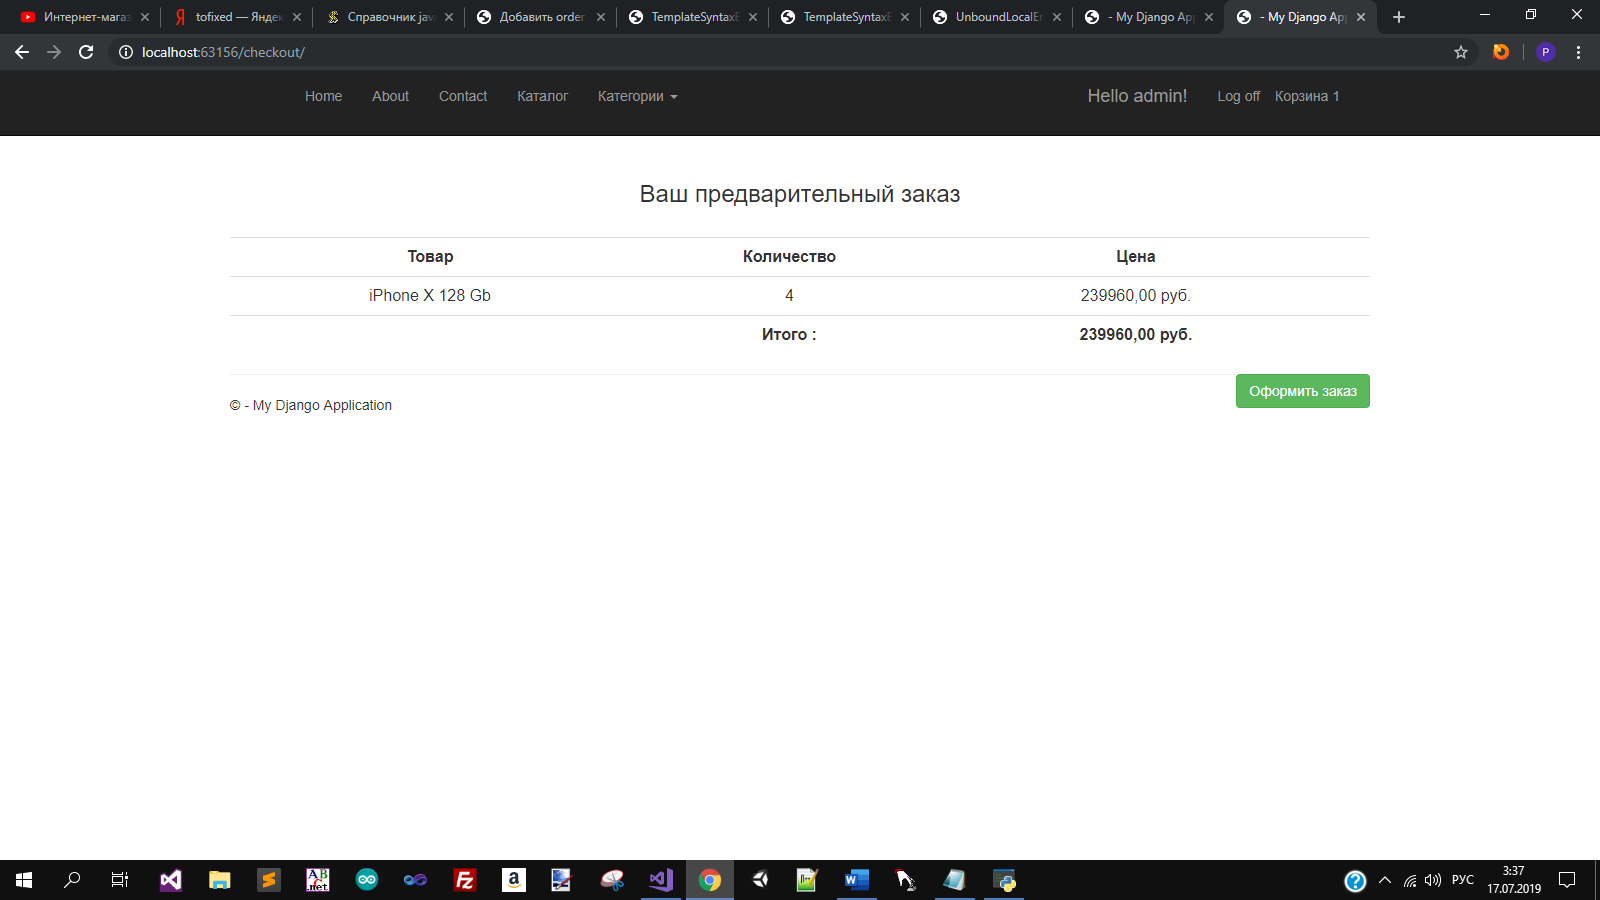 Интернет-мага
tofixed — Яндек
Справочник jav
Добавить order
TemplateSyntax
TemplateSyntax
UnboundLocalEr
- My Django Ap
- My Django App
localhost:63156/checkout/
P
Home About Contact Каталог Категории Hello admin! Log off Корзина 1
Ваш предварительный заказ
Товар Количество Цена
iPhone X 128 Gb 4 239960,00 руб.
Итого : 239960,00 руб.
Оформить заказ
© - My Django Application
РУС
3:37
17.07.2019